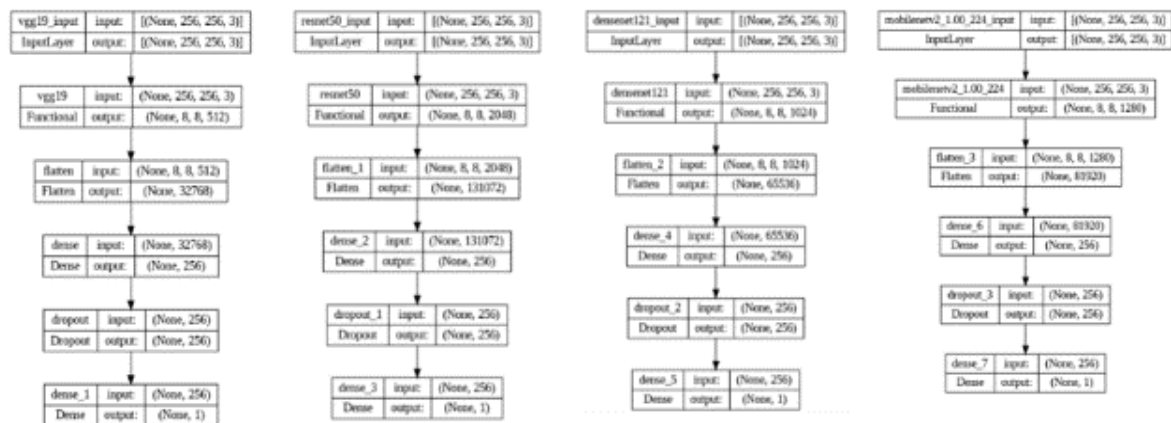 vgg19_input input: [(None, 256, 256, 3)]
InputLayer output: [(None, 256, 256, 3)]
vgg19 input: (None, 256, 256, 3)
Functional output: (None, 8, 8, 512)
flatten input: (None, 8, 8, 512)
Flatten output: (None, 32768)
dense input: (None, 32768)
Dense output: (None, 256)
dropout input: (None, 256)
Dropout output: (None, 256)
dense_1 input: (None, 256)
Dense output: (None, 1)
resnet50_input input: [(None, 256, 256, 3)]
InputLayer output: [(None, 256, 256, 3)]
resnet50 input: (None, 256, 256, 3)
Functional output: (None, 8, 8, 2048)
flatten_1 input: (None, 8, 8, 2048)
Flatten output: (None, 131072)
dense_2 input: (None, 131072)
Dense output: (None, 256)
dropout_1 input: (None, 256)
Dropout output: (None, 256)
dense_3 input: (None, 256)
Dense output: (None, 1)
densenet121_input input: [(None, 256, 256, 3)]
InputLayer output: [(None, 256, 256, 3)]
densenet121 input: (None, 256, 256, 3)
Functional output: (None, 8, 8, 1024)
flatten_2 input: (None, 8, 8, 1024)
Flatten output: (None, 65536)
dense_4 input: (None, 65536)
Dense output: (None, 256)
dropout_2 input: (None, 256)
Dropout output: (None, 256)
dense_5 input: (None, 256)
Dense output: (None, 1)
mobilenetv2_1.00_224_input input: [(None, 256, 256, 3)]
InputLayer output: [(None, 256, 256, 3)]
mobilenetv2_1.00_224 input: (None, 256, 256, 3)
Functional output: (None, 8, 8, 1280)
flatten_3 input: (None, 8, 8, 1280)
Flatten output: (None, 81920)
dense_6 input: (None, 81920)
Dense output: (None, 256)
dropout_3 input: (None, 256)
Dropout output: (None, 256)
dense_7 input: (None, 256)
Dense output: (None, 1)